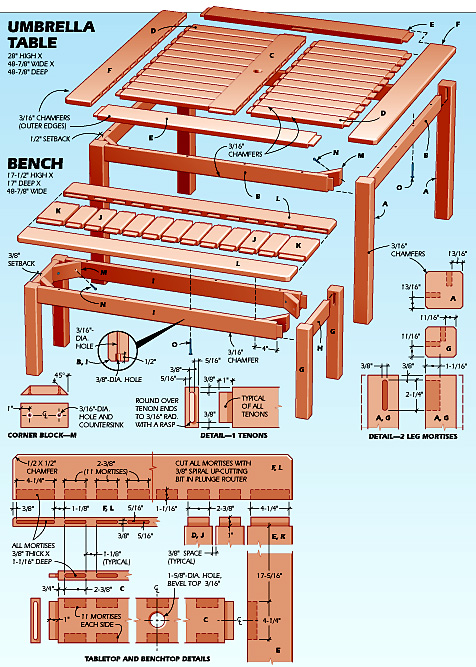 UMBRELLA
TABLE
28" HIGH X
48-7/8" WIDE X
48-7/8" DEEP
D
E
F
C
F
3/16" CHAMFERS
(OUTER EDGES)
1/2" SETBACK
E
3/16"
CHAMFERS
D
N
M
B
O
A
B
L
A
BENCH
17-1/2" HIGH X
17" DEEP X
48-7/8" WIDE
K
J
J
K
L
3/8"
SETBACK
M
N
I
I
3/16"
CHAMFERS
13/16"
13/16"
A
11/16"
11/16"
G
3/16"-
DIA.
HOLE
B, I
1/2"
3/8"-DIA. HOLE
O
3/16"
CHAMFER
4"
G
H
G
45°
1"
3/16"-DIA.
HOLE AND
COUNTERSINK
CORNER BLOCK—M
5/16"
3/8"
5/16"
3/8"
1"
3/8"
ROUND OVER
TENON ENDS
TO 3/16" RAD.
WITH A RASP
TYPICAL
OF ALL
TENONS
DETAIL—1 TENONS
3/8"
1-1/16"
2-1/4"
A, G
A, G
DETAIL—2 LEG MORTISES
1/2 X 1/2"
CHAMFER
2-3/8"
(11 MORTISES)
4-1/4"
CUT ALL MORTISES WITH
3/8" SPIRAL UP-CUTTING
BIT IN PLUNGE ROUTER
F, L
3/8"
1-1/8"
F, L
5/16"
1-1/16"
2-3/8"
4-1/4"
3/8"
5/16"
D, J
1"
E, K
ALL MORTISES
3/8" THICK X
1-1/16" DEEP
1-1/8"
(TYPICAL)
3/8" SPACE
(TYPICAL)
3/4"
2-3/8"
C
1-5/8"-DIA. HOLE,
BEVEL TOP 3/16"
17-5/16"
1"
11 MORTISES
EACH SIDE
C
4-1/4"
E
TABLETOP AND BENCHTOP DETAILS